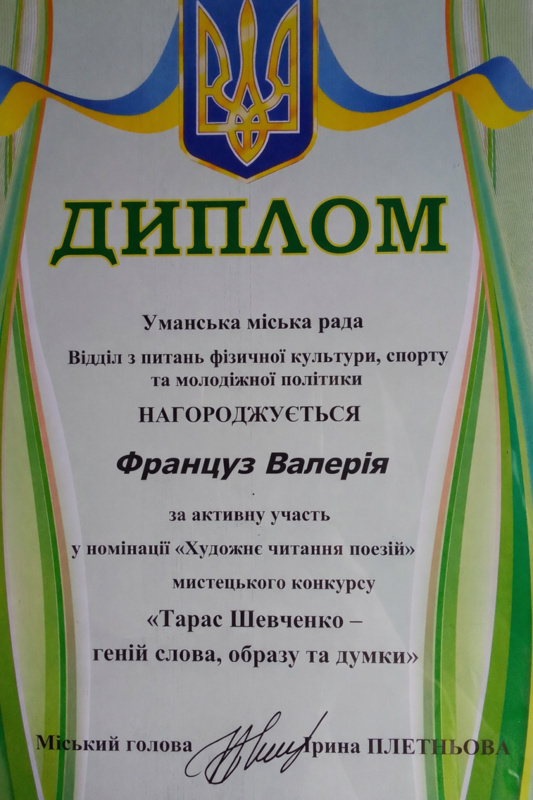 ДИПЛОМ
Уманська міська рада
Відділ з питань фізичної культури, спорту
та молодіжної політики
НАГОРОДЖУЄТЬСЯ
Француз Валерія
за активну участь
у номінації «Художнє читання поезій»
мистецького конкурсу
«Тарас Шевченко –
геній слова, образу та думки»
Міський голова Ірина ПЛЕТНЬОВА